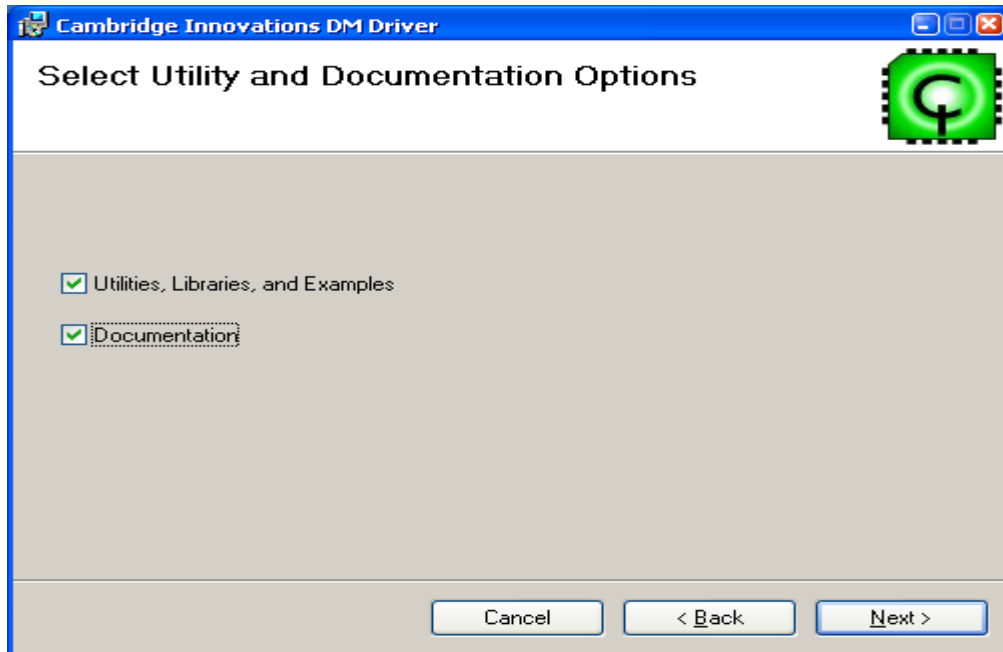 Cambridge Innovations DM Driver
Select Utility and Documentation Options
Utilities, Libraries, and Examples
Documentation
Cancel
< Back
Next >